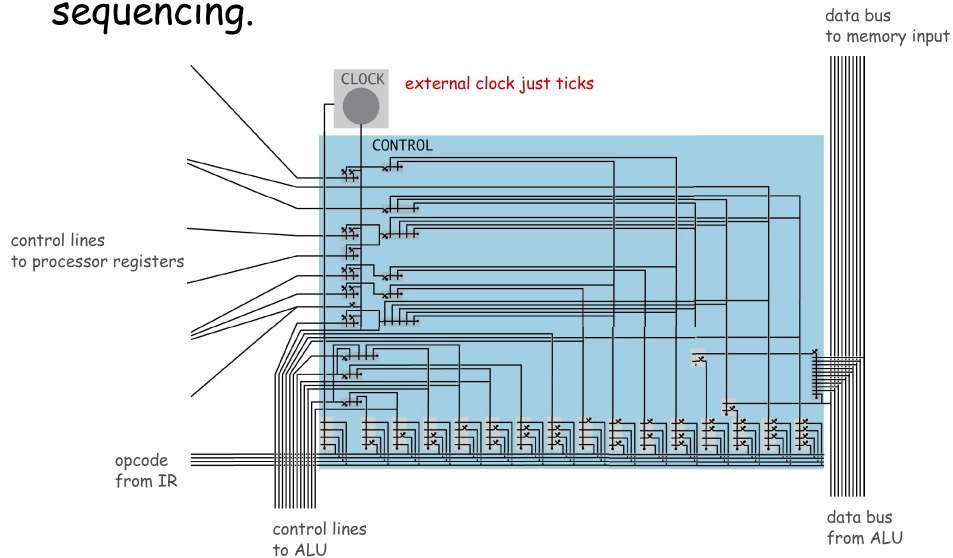 sequencing.
data bus
to memory input
CLOCK
external clock just ticks
CONTROL
control lines
to processor registers
opcode
from IR
control lines
to ALU
data bus
from ALU